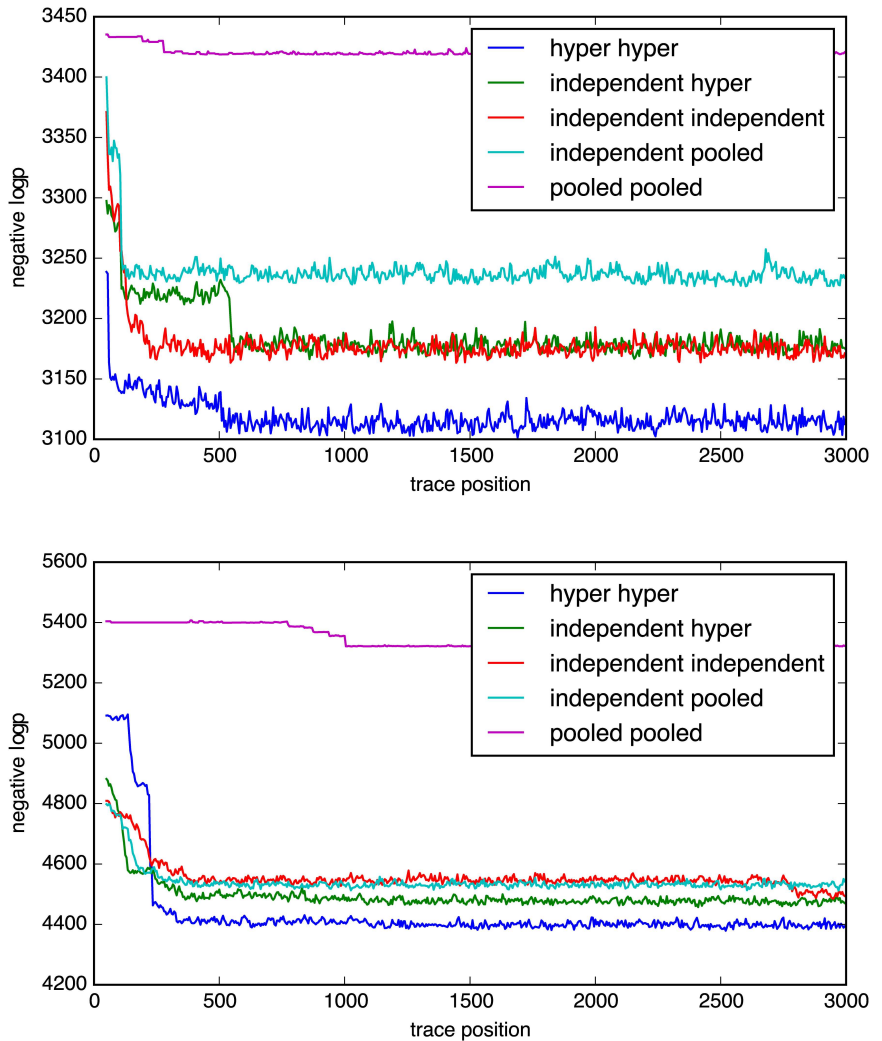 3450
3400
3350
3300
3250
3200
3150
3100
negative logp
hyper hyper
independent hyper
independent independent
independent pooled
pooled pooled
0 500 1000 1500 2000 2500 3000
trace position
5600
5400
5200
5000
4800
4600
4400
4200
negative logp
hyper hyper
independent hyper
independent independent
independent pooled
pooled pooled
0 500 1000 1500 2000 2500 3000
trace position